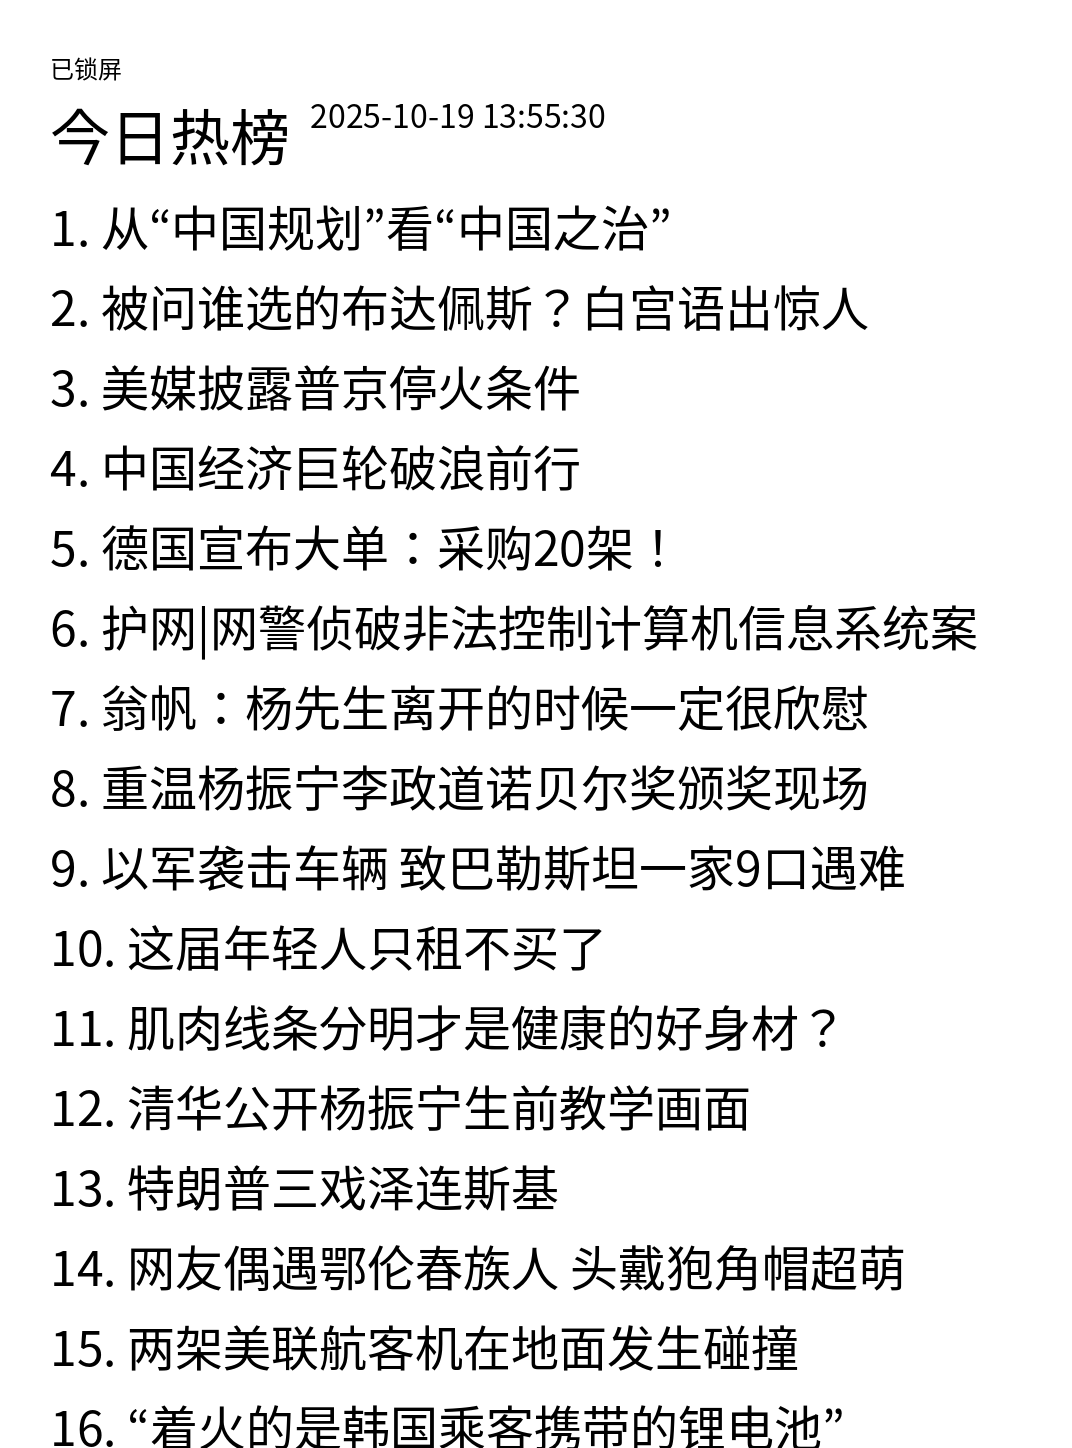 已锁屏
今日热榜 2025-10-19 13:55:30
1. 从“中国规划”看“中国之治”
2. 被问谁选的布达佩斯？白宫语出惊人
3. 美媒披露普京停火条件
4. 中国经济巨轮破浪前行
5. 德国宣布大单：采购20架！
6. 护网|网警侦破非法控制计算机信息系统案
7. 翁帆：杨先生离开的时候一定很欣慰
8. 重温杨振宁李政道诺贝尔奖颁奖现场
9. 以军袭击车辆 致巴勒斯坦一家9口遇难
10. 这届年轻人只租不买了
11. 肌肉线条分明才是健康的好身材？
12. 清华公开杨振宁生前教学画面
13. 特朗普三戏泽连斯基
14. 网友偶遇鄂伦春族人 头戴狍角帽超萌
15. 两架美联航客机在地面发生碰撞
16. “着火的是韩国乘客携带的锂电池”